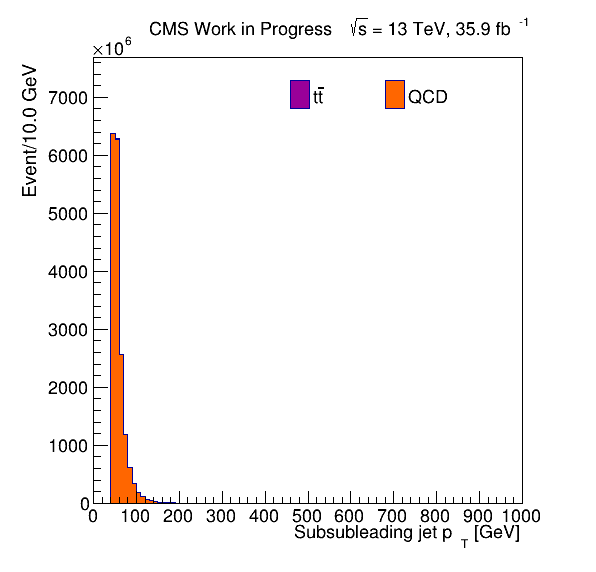 CMS Work in Progress √s = 13 TeV, 35.9 fb⁻¹
×10⁶
Event/10.0 GeV
tt̅ QCD
7000
6000
5000
4000
3000
2000
1000
0
0 100 200 300 400 500 600 700 800 900 1000
Subsubleading jet p_T [GeV]